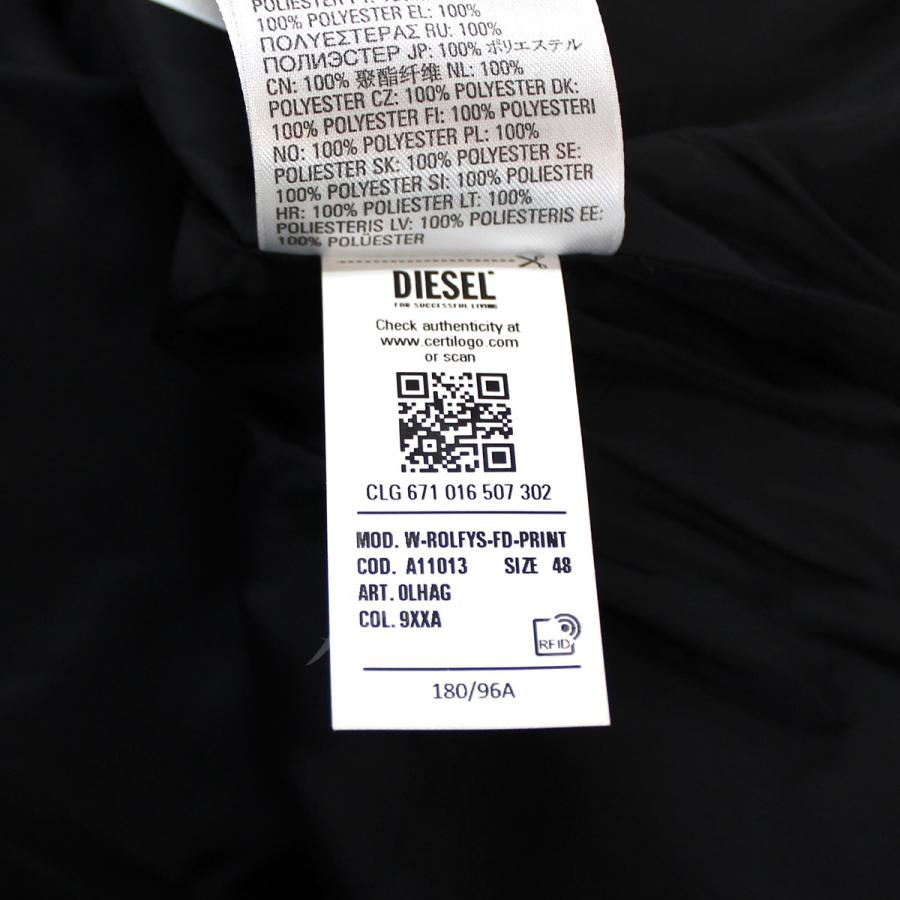 POLIESTER
100% POLYESTER EL: 100%
ΠΟΛΥΕΣΤΕΡΑΣ RU: 100%
ПОЛИЭСТЕР JP: 100% ポリエステル
CN: 100% 聚酯纤维 NL: 100%
POLYESTER CZ: 100% POLYESTER DK:
100% POLYESTER FI: 100% POLYESTERI
NO: 100% POLYESTER PL: 100%
POLIESTER SK: 100% POLYESTER SE:
100% POLYESTER SI: 100% POLIESTER
HR: 100% POLIESTER LT: 100%
POLIESTERIS LV: 100% POLIESTERIS EE:
100% POLÜESTER
DIESEL
FOR SUCCESSFUL LIVING
Check authenticity at
www.certilogo.com
or scan
CLG 671 016 507 302
MOD. W-ROLFYS-FD-PRINT
COD. A11013 SIZE 48
ART. 0LHAG
COL. 9XXA
RFID
180/96A